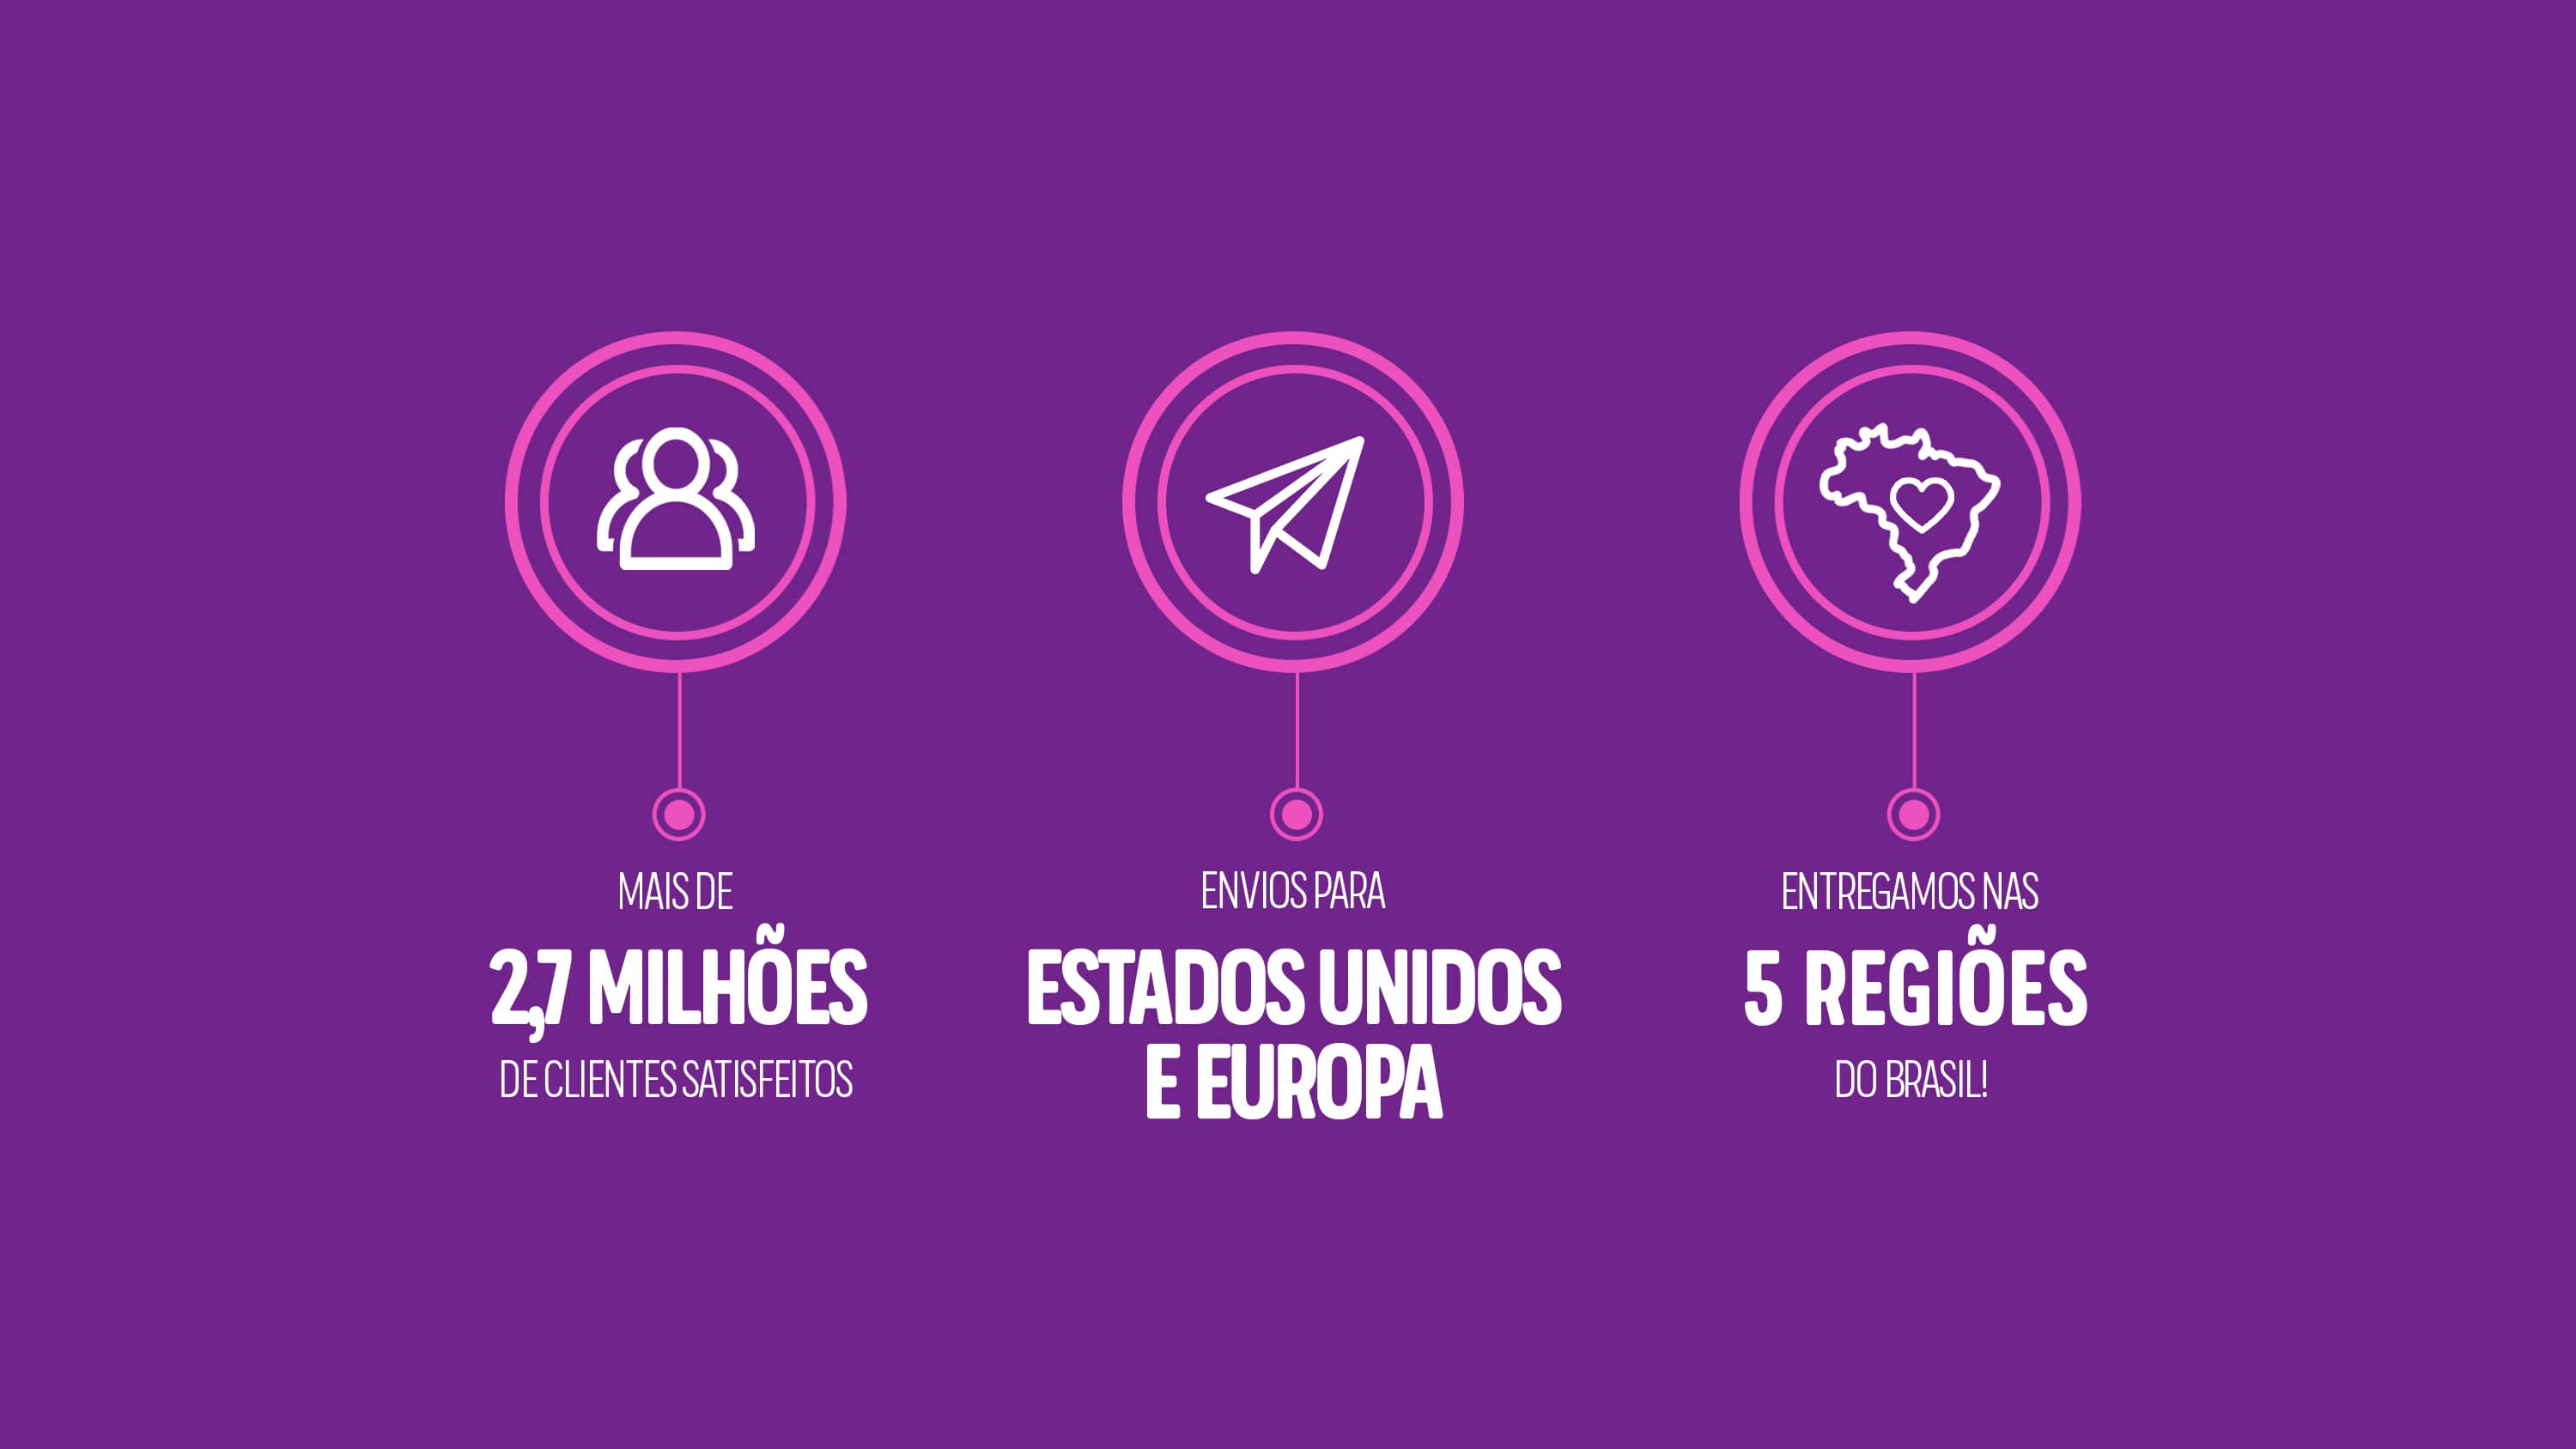 MAIS DE
2,7 MILHÕES
DE CLIENTES SATISFEITOS
ENVIOS PARA
ESTADOS UNIDOS
E EUROPA
ENTREGAMOS NAS
5 REGIÕES
DO BRASIL!